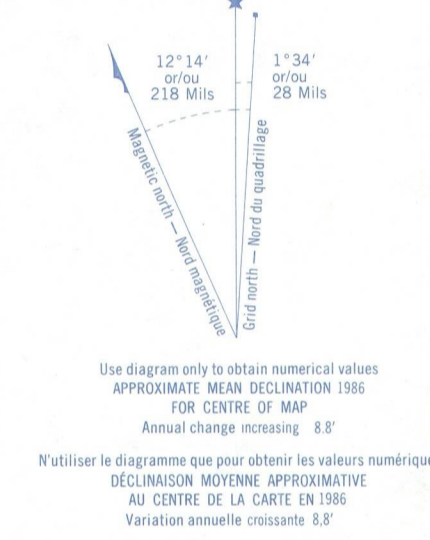 12°14′
or/ou
218 Mils
1°34′
or/ou
28 Mils
Magnetic north — Nord magnétique
Grid north — Nord du quadrillage
Use diagram only to obtain numerical values
APPROXIMATE MEAN DECLINATION 1986
FOR CENTRE OF MAP
Annual change increasing 8.8′
N'utiliser le diagramme que pour obtenir les valeurs numérique
DÉCLINAISON MOYENNE APPROXIMATIVE
AU CENTRE DE LA CARTE EN 1986
Variation annuelle croissante 8,8′